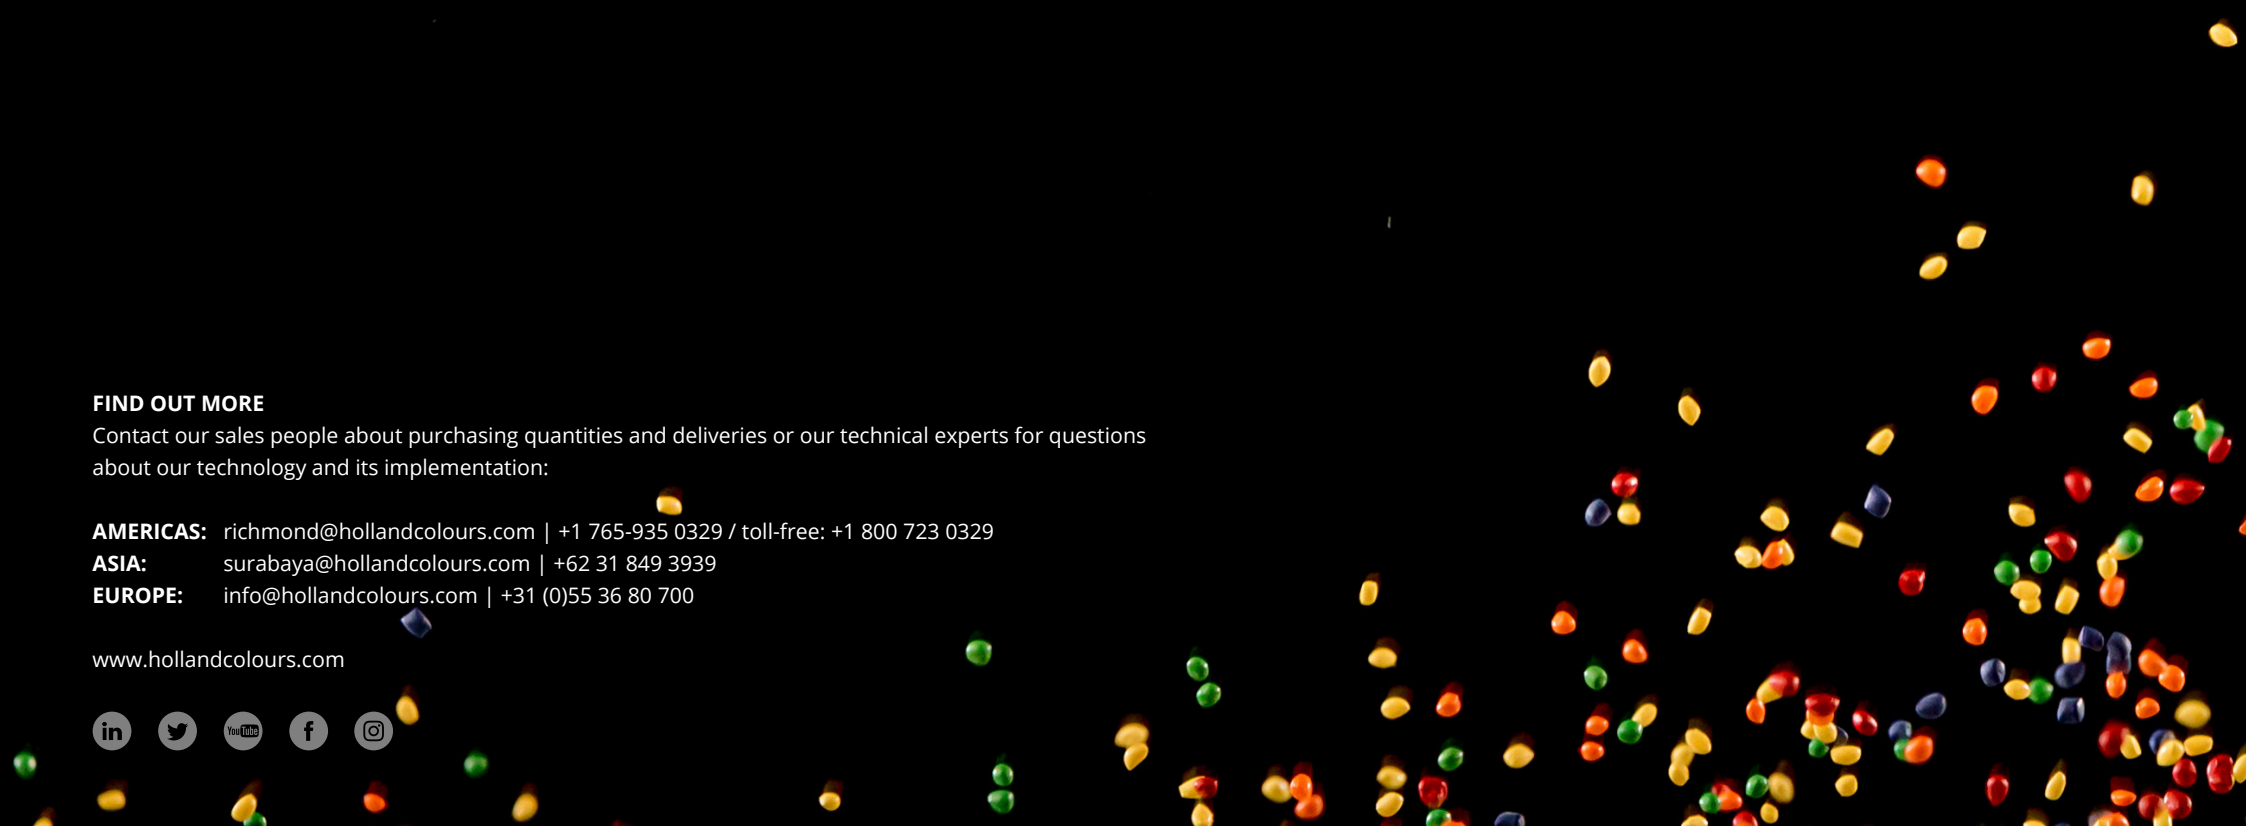 FIND OUT MORE
Contact our sales people about purchasing quantities and deliveries or our technical experts for questions
about our technology and its implementation:
AMERICAS: richmond@hollandcolours.com | +1 765-935 0329 / toll-free: +1 800 723 0329
ASIA: surabaya@hollandcolours.com | +62 31 849 3939
EUROPE: info@hollandcolours.com | +31 (0)55 36 80 700
www.hollandcolours.com
in YouTube f